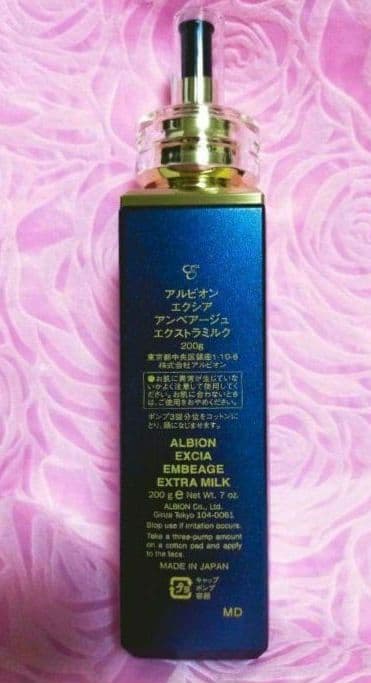 アルビオン
エクシア
アンベアージュ
エクストラミルク
200g
東京都中央区銀座1-10-6
株式会社アルビオン
●お肌に異常が生じていな
いかよく注意して使用してく
ださい。お肌に合わないとき
は、ご使用をおやめください。
ポンプ3回分位をコットンに
とり、顔になじませます。
ALBION
EXCIA
EMBEAGE
EXTRA MILK
200 g e Net Wt. 7 oz.
ALBION Co., Ltd.
Ginza Tokyo 104-0061
Stop use if irritation occurs.
Take a three-pump amount
on a cotton pad and apply
to the face.
MADE IN JAPAN
プラ
キャップ
ポンプ
容器
MD